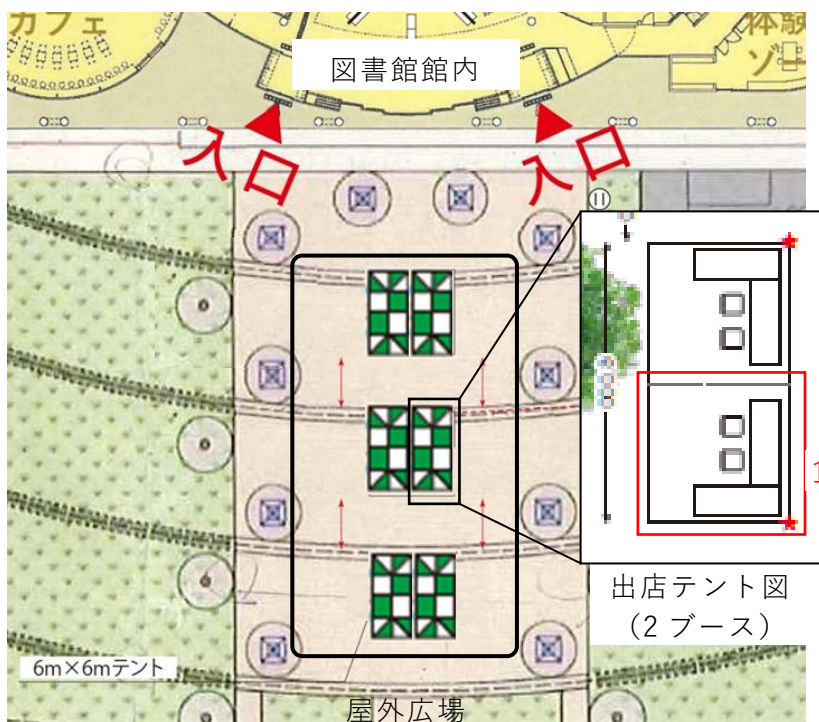 カフェ
図書館館内
体験
ゾー
入口
入口
1
出店テント図
（2 ブース）
6m×6mテント
屋外広場